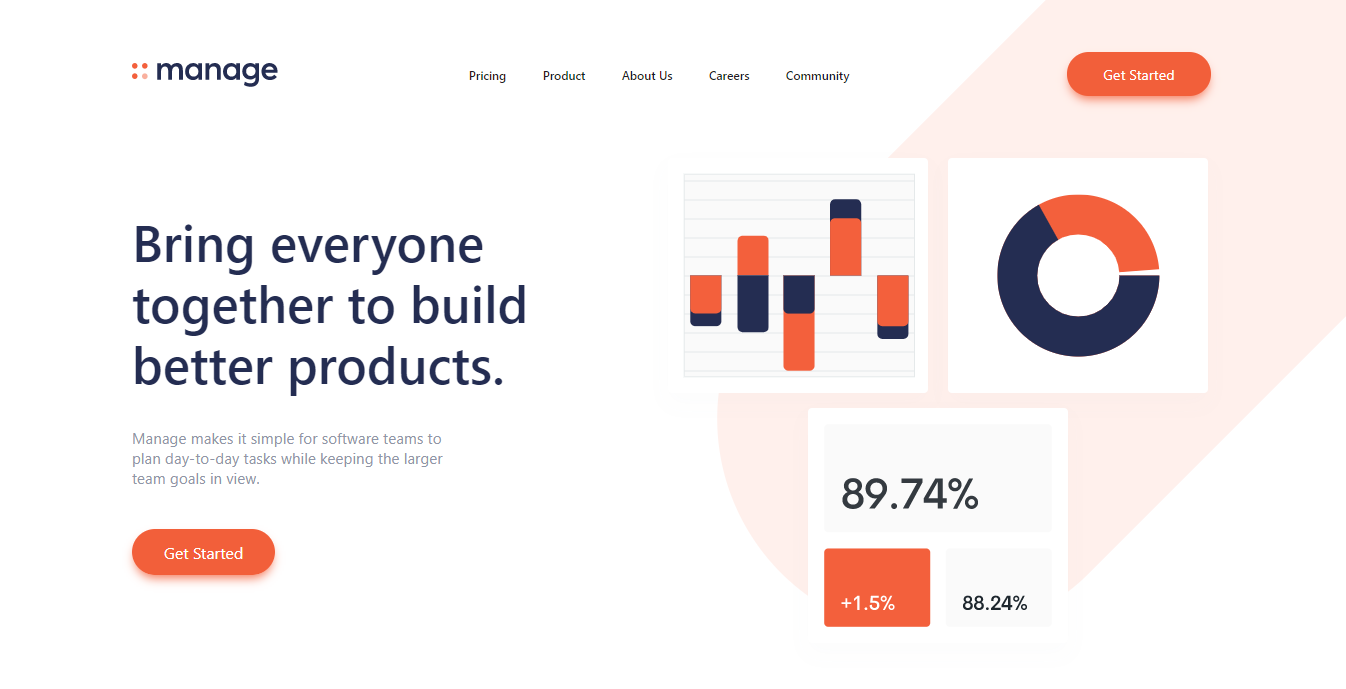 manage
Pricing
Product
About Us
Careers
Community
Get Started
Bring everyone
together to build
better products.
Manage makes it simple for software teams to
plan day-to-day tasks while keeping the larger
team goals in view.
Get Started
89.74%
+1.5%
88.24%